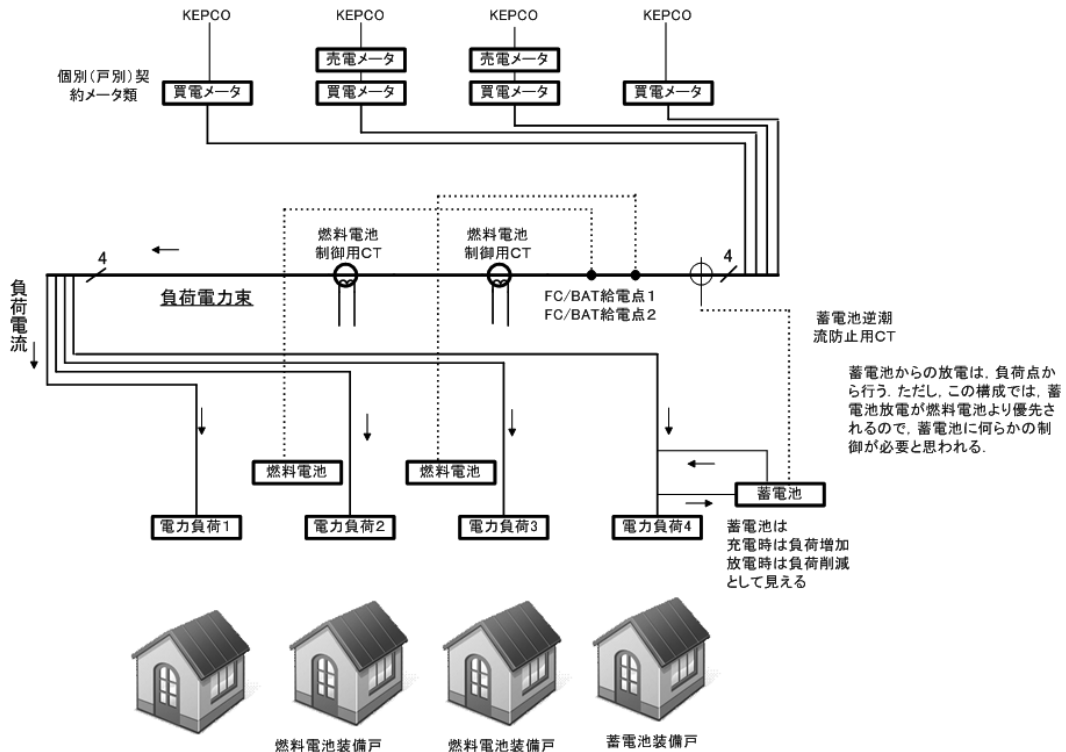 KEPCO
KEPCO
KEPCO
KEPCO
売電メータ
売電メータ
個別(戸別)契
約メータ類
買電メータ
買電メータ
買電メータ
買電メータ
燃料電池
制御用CT
燃料電池
制御用CT
4
4
負荷電力束
FC/BAT給電点1
FC/BAT給電点2
負荷電流
蓄電池逆潮
流防止用CT
蓄電池からの放電は, 負荷点か
ら行う. ただし, この構成では, 蓄
電池放電が燃料電池より優先さ
れるので, 蓄電池に何らかの制
御が必要と思われる.
燃料電池
燃料電池
蓄電池
電力負荷1
電力負荷2
電力負荷3
電力負荷4
蓄電池は
充電時は負荷増加
放電時は負荷削減
として見える
燃料電池装備戸
燃料電池装備戸
蓄電池装備戸